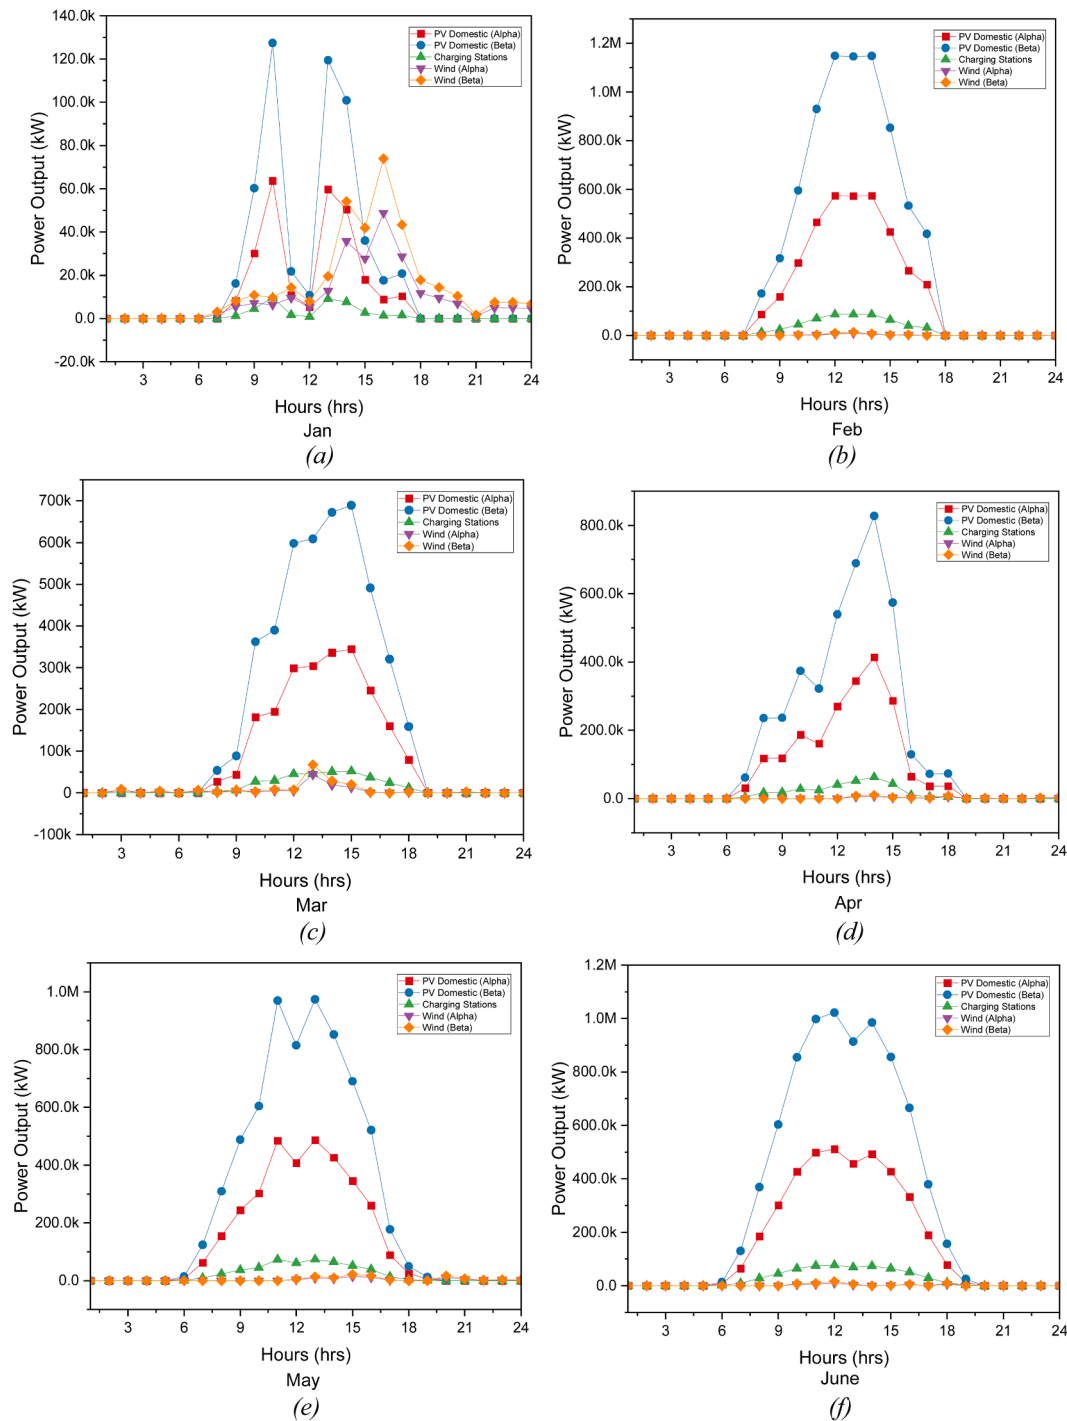 140.0k
120.0k
100.0k
80.0k
60.0k
40.0k
20.0k
0.0
-20.0k
Power Output (kW)
PV Domestic (Alpha)
PV Domestic (Beta)
Charging Stations
Wind (Alpha)
Wind (Beta)
3 6 9 12 15 18 21 24
Hours (hrs)
Jan
(a)
1.2M
1.0M
800.0k
600.0k
400.0k
200.0k
0.0
Power Output (kW)
PV Domestic (Alpha)
PV Domestic (Beta)
Charging Stations
Wind (Alpha)
Wind (Beta)
3 6 9 12 15 18 21 24
Hours (hrs)
Feb
(b)
700k
600k
500k
400k
300k
200k
100k
0
-100k
Power Output (kW)
PV Domestic (Alpha)
PV Domestic (Beta)
Charging Stations
Wind (Alpha)
Wind (Beta)
3 6 9 12 15 18 21 24
Hours (hrs)
Mar
(c)
800.0k
600.0k
400.0k
200.0k
0.0
Power Output (kW)
PV Domestic (Alpha)
PV Domestic (Beta)
Charging Stations
Wind (Alpha)
Wind (Beta)
3 6 9 12 15 18 21 24
Hours (hrs)
Apr
(d)
1.0M
800.0k
600.0k
400.0k
200.0k
0.0
Power Output (kW)
PV Domestic (Alpha)
PV Domestic (Beta)
Charging Stations
Wind (Alpha)
Wind (Beta)
3 6 9 12 15 18 21 24
Hours (hrs)
May
(e)
1.2M
1.0M
800.0k
600.0k
400.0k
200.0k
0.0
Power Output (kW)
PV Domestic (Alpha)
PV Domestic (Beta)
Charging Stations
Wind (Alpha)
Wind (Beta)
3 6 9 12 15 18 21 24
Hours (hrs)
June
(f)